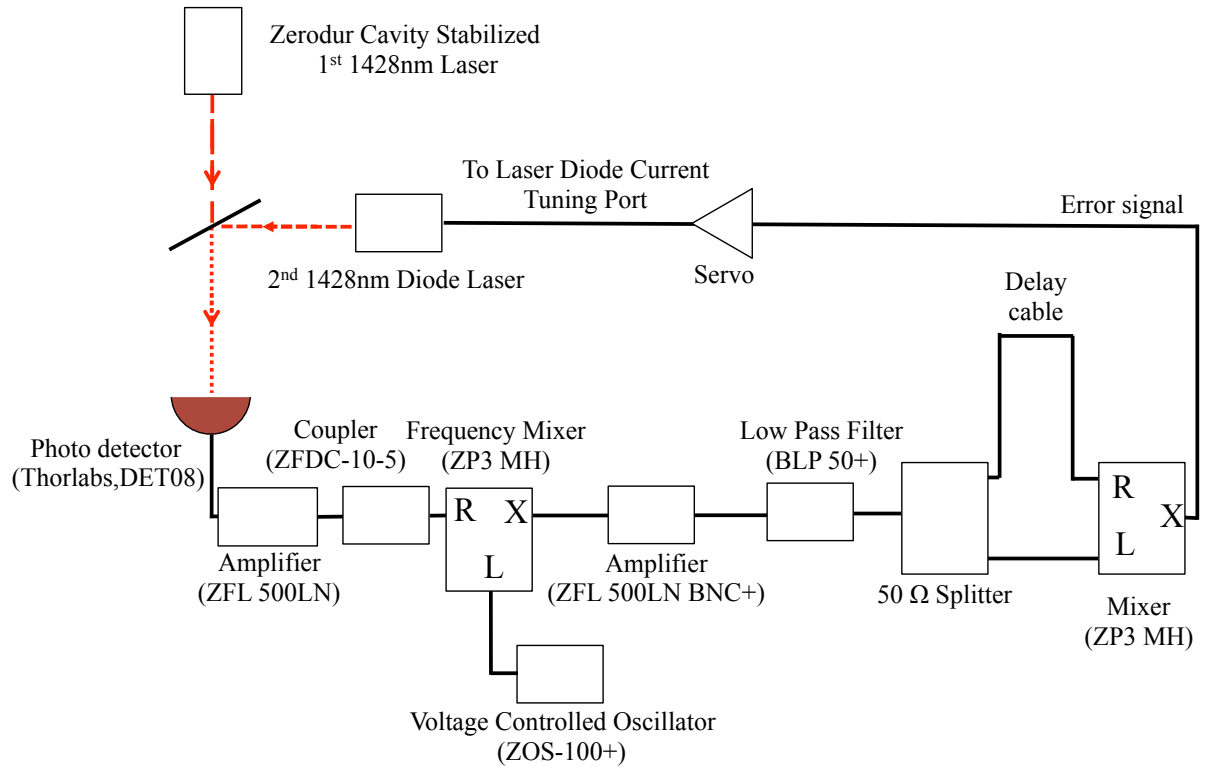 Zerodur Cavity Stabilized
1st 1428nm Laser
To Laser Diode Current
Tuning Port
Error signal
2nd 1428nm Diode Laser
Servo
Delay
cable
Photo detector
(Thorlabs,DET08)
Coupler
(ZFDC-10-5)
Frequency Mixer
(ZP3 MH)
Low Pass Filter
(BLP 50+)
R
X
L
R
X
L
Amplifier
(ZFL 500LN)
Amplifier
(ZFL 500LN BNC+)
50 Ω Splitter
Mixer
(ZP3 MH)
Voltage Controlled Oscillator
(ZOS-100+)